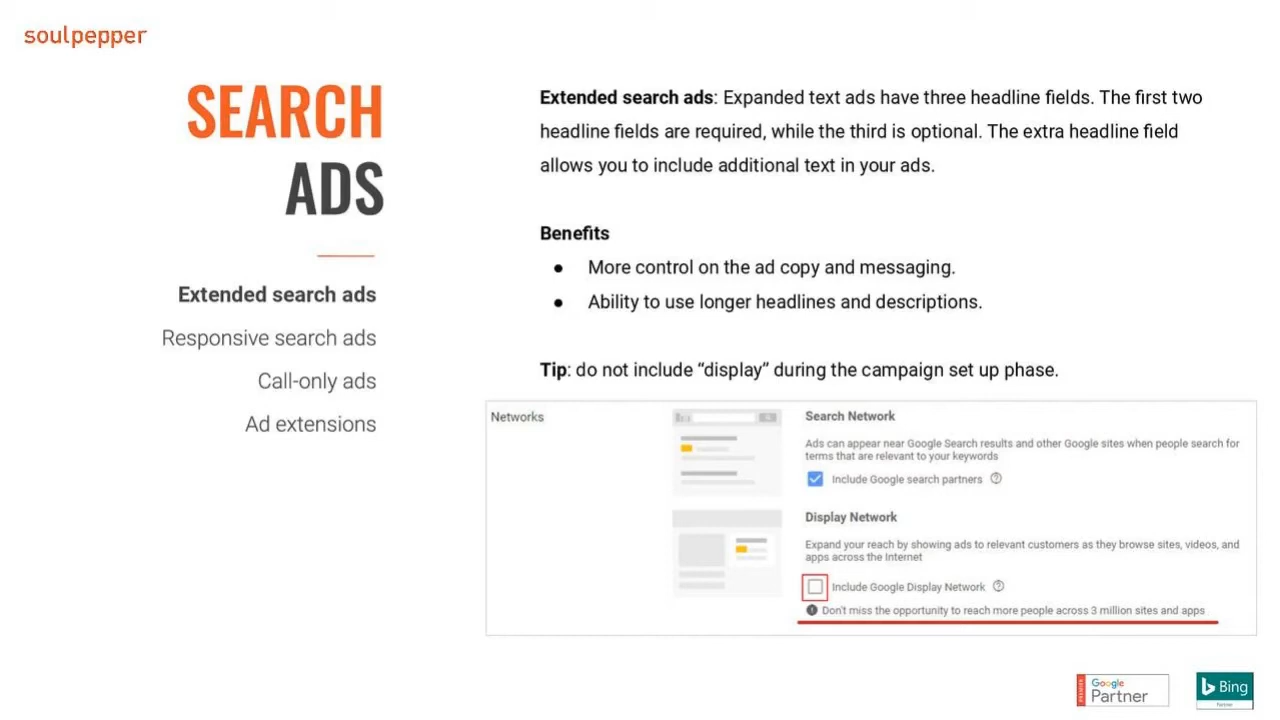 soulpepper
SEARCH
ADS
Extended search ads
Responsive search ads
Call-only ads
Ad extensions
Extended search ads: Expanded text ads have three headline fields. The first two
headline fields are required, while the third is optional. The extra headline field
allows you to include additional text in your ads.
Benefits
● More control on the ad copy and messaging.
● Ability to use longer headlines and descriptions.
Tip: do not include “display” during the campaign set up phase.
Networks
Search Network
Ads can appear near Google Search results and other Google sites when people search for
terms that are relevant to your keywords
Include Google search partners
Display Network
Expand your reach by showing ads to relevant customers as they browse sites, videos, and
apps across the Internet
Include Google Display Network
Don't miss the opportunity to reach more people across 3 million sites and apps
PREMIER
Google
Partner
Bing
Partner